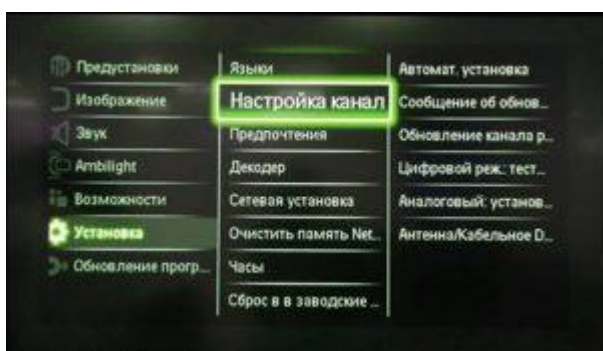 Предустановки
Изображение
Звук
Ambilight
Возможности
Установка
Обновление прогр...
Языки
Настройка канал
Предпочтения
Декодер
Сетевая установка
Очистить память Net...
Часы
Сброс в в заводские ...
Автомат. установка
Сообщение об обнов...
Обновление канала р...
Цифровой реж.: тест...
Аналоговый: установ...
Антенна/Кабельное D...